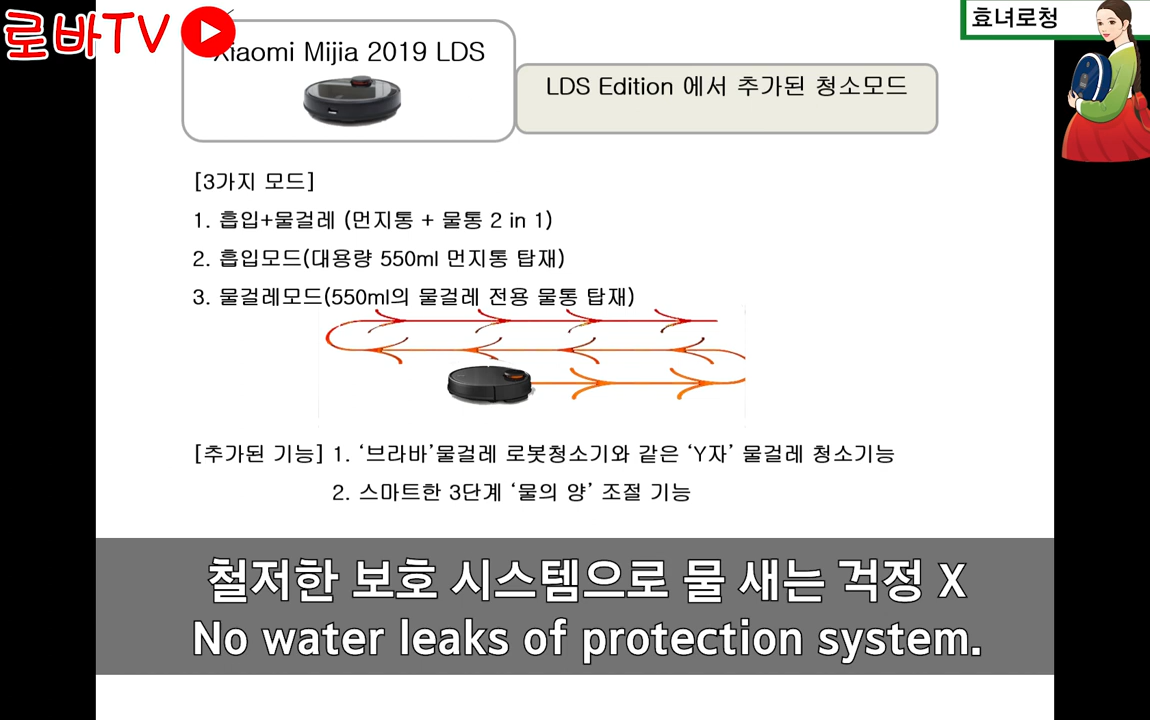 로바TV
Xiaomi Mijia 2019 LDS
효녀로청
LDS Edition 에서 추가된 청소모드
[3가지 모드]
1. 흡입+물걸레 (먼지통 + 물통 2 in 1)
2. 흡입모드(대용량 550ml 먼지통 탑재)
3. 물걸레모드(550ml의 물걸레 전용 물통 탑재)
[추가된 기능] 1. ‘브라바’물걸레 로봇청소기와 같은 ‘Y자’ 물걸레 청소기능
2. 스마트한 3단계 ‘물의 양’ 조절 기능
철저한 보호 시스템으로 물 새는 걱정 X
No water leaks of protection system.